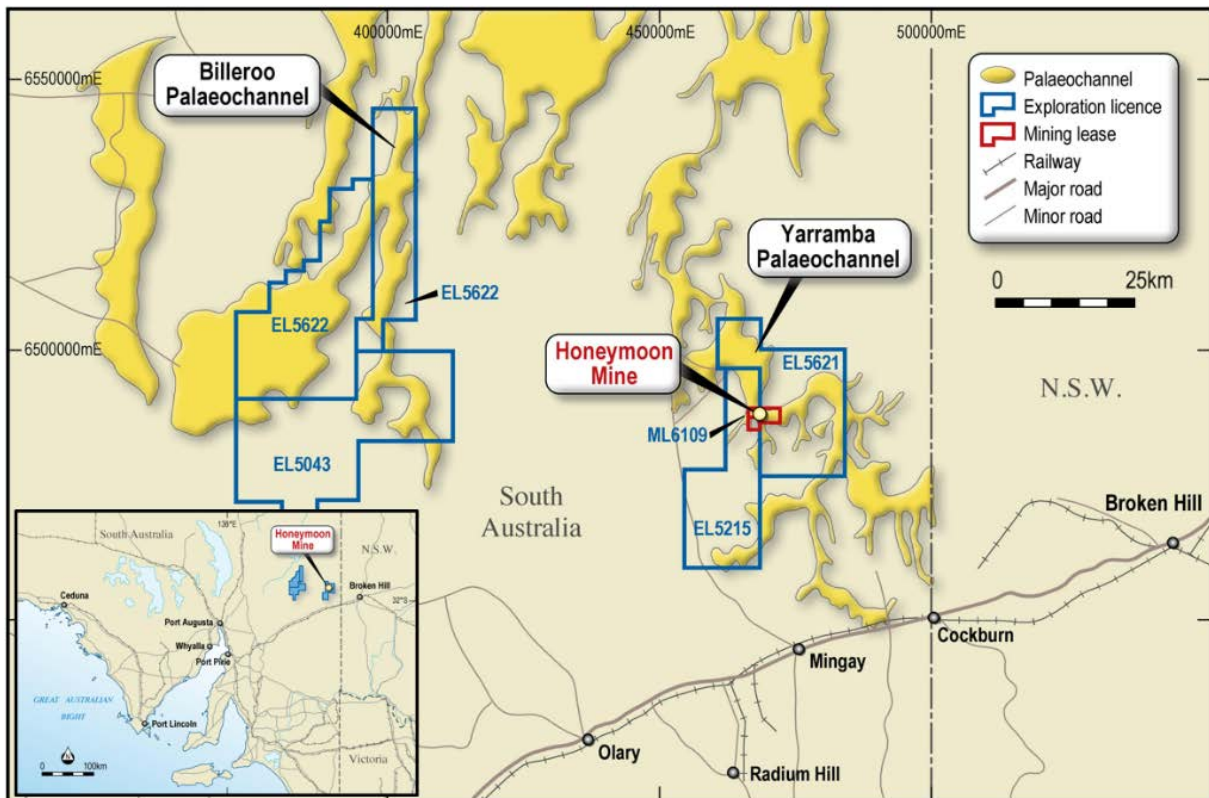 400000mE
450000mE
500000mE
6550000mE
6500000mE
Billeroo
Palaeochannel
Palaeochannel
Exploration licence
Mining lease
Railway
Major road
Minor road
0
25km
Yarramba
Palaeochannel
EL5622
EL5622
Honeymoon
Mine
EL5621
ML6109
N.S.W.
EL5043
South
Australia
EL5215
Broken Hill
Cockburn
Mingay
Olary
Radium Hill
South Australia
138°E
Honeymoon
Mine
N.S.W.
Broken Hill
32°S
Ceduna
Port Augusta
Whyalla
Port Pirie
GREAT AUSTRALIAN
BIGHT
Port Lincoln
N
0
100km
Victoria